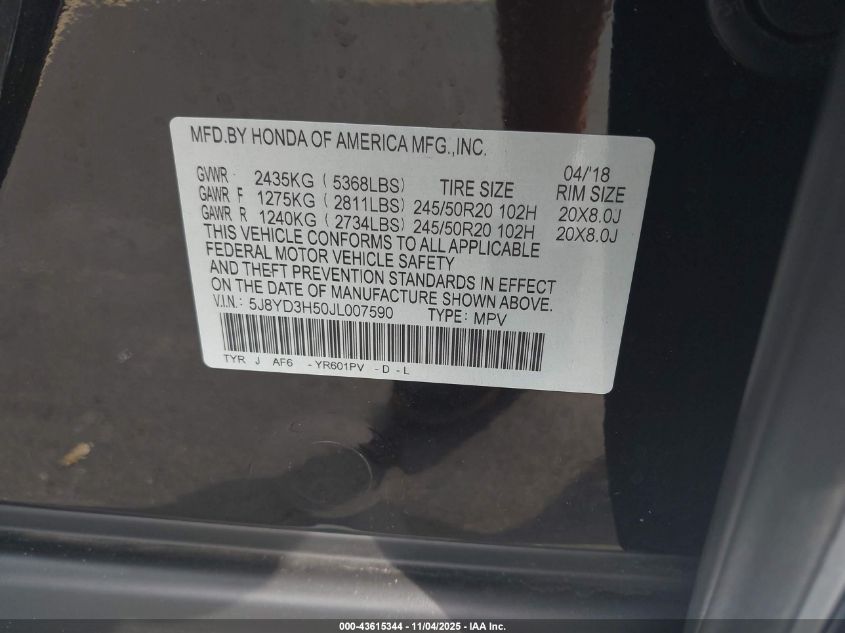 MFD.BY HONDA OF AMERICA MFG.,INC.
04/'18
GVWR 2435KG ( 5368LBS) TIRE SIZE RIM SIZE
GAWR F 1275KG ( 2811LBS) 245/50R20 102H 20X8.0J
GAWR R 1240KG ( 2734LBS) 245/50R20 102H 20X8.0J
THIS VEHICLE CONFORMS TO ALL APPLICABLE
FEDERAL MOTOR VEHICLE SAFETY
AND THEFT PREVENTION STANDARDS IN EFFECT
ON THE DATE OF MANUFACTURE SHOWN ABOVE.
V.I.N.: 5J8YD3H50JL007590 TYPE: MPV
TYR J AF6 -YR601PV -D -L
000-43615344 — 11/04/2025 — IAA Inc.